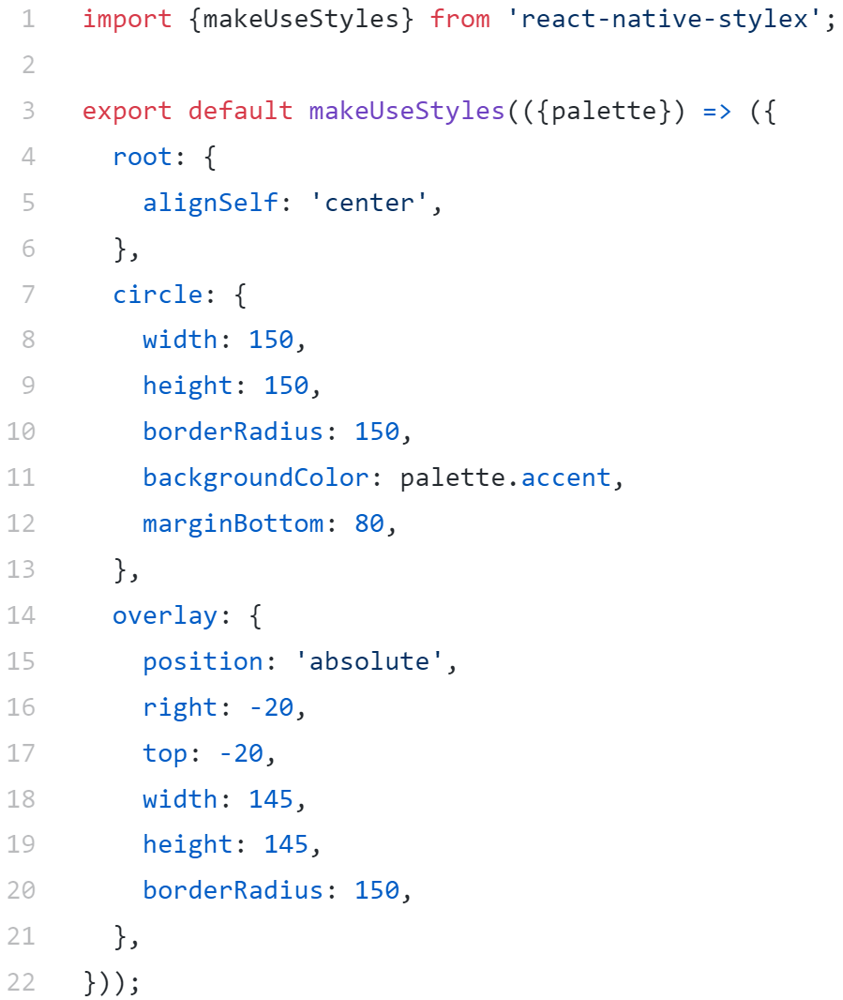 1 import {makeUseStyles} from 'react-native-stylex';
2
3 export default makeUseStyles(({palette}) => ({
4   root: {
5     alignSelf: 'center',
6   },
7   circle: {
8     width: 150,
9     height: 150,
10     borderRadius: 150,
11     backgroundColor: palette.accent,
12     marginBottom: 80,
13   },
14   overlay: {
15     position: 'absolute',
16     right: -20,
17     top: -20,
18     width: 145,
19     height: 145,
20     borderRadius: 150,
21   },
22 }));